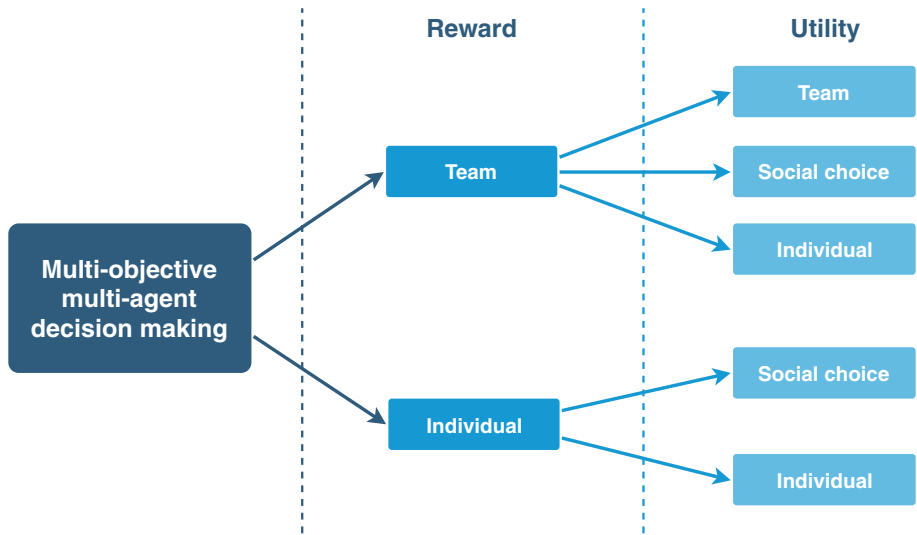 Reward
Utility
Team
Team
Social choice
Individual
Multi-objective
multi-agent
decision making
Social choice
Individual
Individual